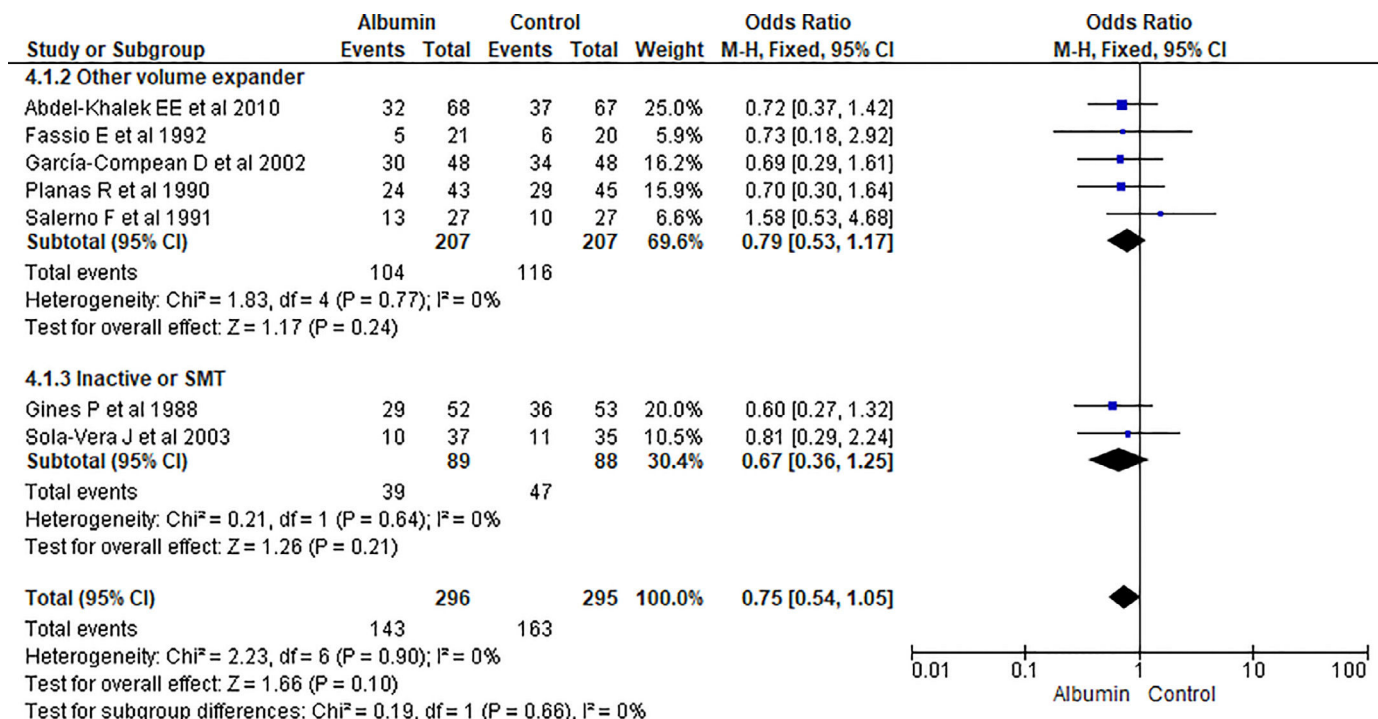 Albumin Control Odds Ratio Odds Ratio
Study or Subgroup Events Total Events Total Weight M-H, Fixed, 95% CI M-H, Fixed, 95% CI
4.1.2 Other volume expander
Abdel-Khalek EE et al 2010 32 68 37 67 25.0% 0.72 [0.37, 1.42]
Fassio E et al 1992 5 21 6 20 5.9% 0.73 [0.18, 2.92]
García-Compean D et al 2002 30 48 34 48 16.2% 0.69 [0.29, 1.61]
Planas R et al 1990 24 43 29 45 15.9% 0.70 [0.30, 1.64]
Salerno F et al 1991 13 27 10 27 6.6% 1.58 [0.53, 4.68]
Subtotal (95% CI) 207 207 69.6% 0.79 [0.53, 1.17]
Total events 104 116
Heterogeneity: Chi² = 1.83, df = 4 (P = 0.77); I² = 0%
Test for overall effect: Z = 1.17 (P = 0.24)
4.1.3 Inactive or SMT
Gines P et al 1988 29 52 36 53 20.0% 0.60 [0.27, 1.32]
Sola-Vera J et al 2003 10 37 11 35 10.5% 0.81 [0.29, 2.24]
Subtotal (95% CI) 89 88 30.4% 0.67 [0.36, 1.25]
Total events 39 47
Heterogeneity: Chi² = 0.21, df = 1 (P = 0.64); I² = 0%
Test for overall effect: Z = 1.26 (P = 0.21)
Total (95% CI) 296 295 100.0% 0.75 [0.54, 1.05]
Total events 143 163
Heterogeneity: Chi² = 2.23, df = 6 (P = 0.90); I² = 0%
Test for overall effect: Z = 1.66 (P = 0.10)
Test for subgroup differences: Chi² = 0.19, df = 1 (P = 0.66), I² = 0%
0.01 0.1 1 10 100
Albumin Control